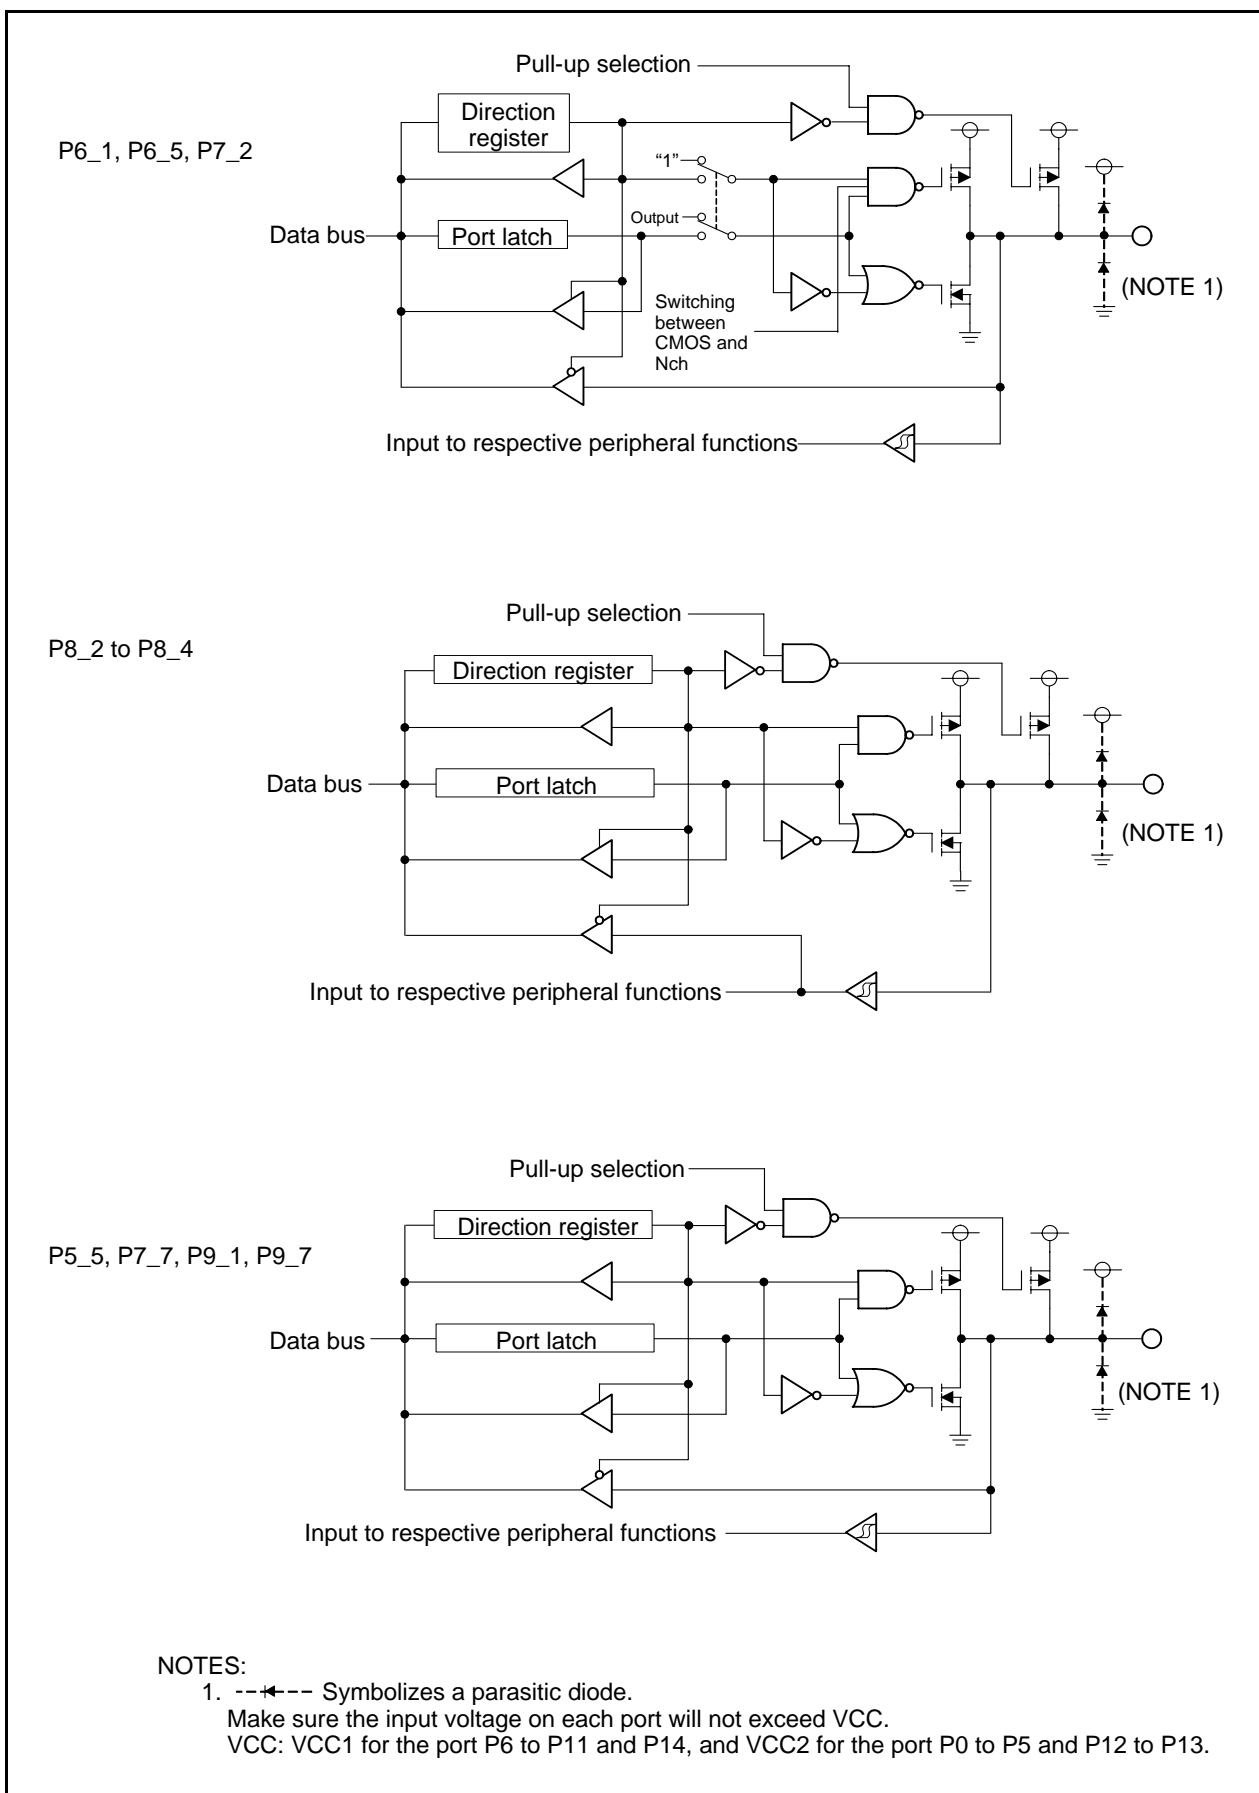 Pull-up selection
Direction
register
P6_1, P6_5, P7_2
“1”
Output
Data bus
Port latch
(NOTE 1)
Switching
between
CMOS and
Nch
Input to respective peripheral functions
Pull-up selection
P8_2 to P8_4
Direction register
Data bus
Port latch
(NOTE 1)
Input to respective peripheral functions
Pull-up selection
Direction register
P5_5, P7_7, P9_1, P9_7
Data bus
Port latch
(NOTE 1)
Input to respective peripheral functions
NOTES:
1. Symbolizes a parasitic diode.
Make sure the input voltage on each port will not exceed VCC.
VCC: VCC1 for the port P6 to P11 and P14, and VCC2 for the port P0 to P5 and P12 to P13.